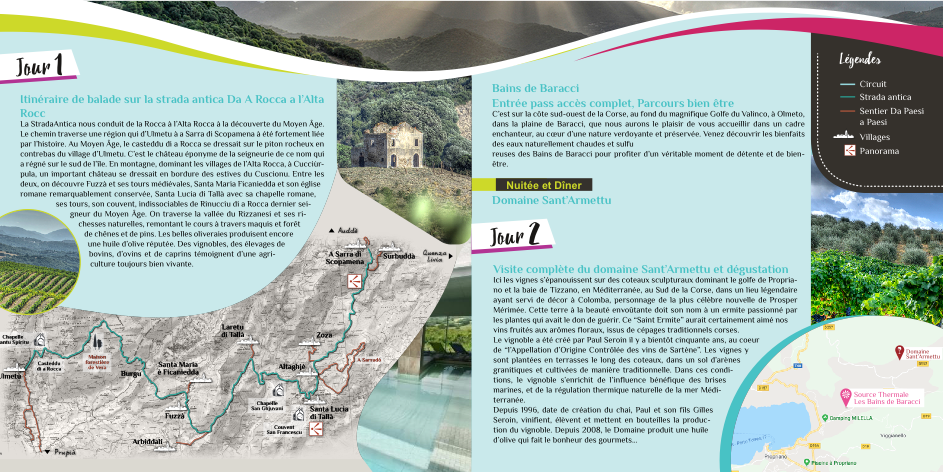 Jour 1
Itinéraire de balade sur la strada antica Da A Rocca a l'Alta
Rocc
La StradaAntica nous conduit de la Rocca à l'Alta Rocca à la découverte du Moyen Âge.
Le chemin traverse une région qui d'Ulmetu à a Sarra di Scopamena à été fortement liée
par l'histoire. Au Moyen Âge, le casteddu di a Rocca se dressait sur le piton rocheux en
contrebas du village d'Ulmetu. C'est le château éponyme de la seigneurie de ce nom qui
a régné sur le sud de l'île. En montagne, dominant les villages de l'Alta Rocca, à Cucciùr-
pula, un important château se dressait en bordure des estives du Cuscionu. Entre les
deux, on découvre Fuzzà et ses tours médiévales, Santa Maria Ficaniedda et son église
romane remarquablement conservée, Santa Lucia di Tallà avec sa chapelle romane,
ses tours, son couvent, indissociables de Rinucciu di a Rocca dernier sei-
gneur du Moyen Âge. On traverse la vallée du Rizzanesi et ses ri-
chesses naturelles, remontant le cours à travers maquis et forêt
de chênes et de pins. Les belles oliveraies produisent encore
une huile d'olive réputée. Des vignobles, des élevages de
bovins, d'ovins et de caprins témoignent d'une agri-
culture toujours bien vivante.
Auddè
A Sarra di
Scopamena
Surbuddà
Quenza
Livia
Chapelle
Santu Spiritu
Casteddu
di a Rocca
Ulmetu
Maison
Forestière
de Vera
Burgu
Santa Maria
è Ficaniedda
Laretu
di Tallà
Zoza
A Sarradó
Altaghjè
Chapelle
San Ghjuvani
Fuzzà
Santa Lucia
di Tallà
Couvent
San Francescu
Arbiddali
Prupià
Bains de Baracci
Entrée pass accès complet, Parcours bien être
C'est sur la côte sud-ouest de la Corse, au fond du magnifique Golfe du Valinco, à Olmeto,
dans la plaine de Baracci, que nous aurons le plaisir de vous accueillir dans un cadre
enchanteur, au cœur d'une nature verdoyante et préservée. Venez découvrir les bienfaits
des eaux naturellement chaudes et sulfu
reuses des Bains de Baracci pour profiter d'un véritable moment de détente et de bien-
être.
Nuitée et Dîner
Domaine Sant'Armettu
Jour 2
Visite complète du domaine Sant'Armettu et dégustation
Ici les vignes s'épanouissent sur des coteaux sculpturaux dominant le golfe de Propria-
no et la baie de Tizzano, en Méditerranée, au Sud de la Corse, dans un lieu légendaire
ayant servi de décor à Colomba, personnage de la plus célèbre nouvelle de Prosper
Mérimée. Cette terre à la beauté envoûtante doit son nom à un ermite passionné par
les plantes qui avait le don de guérir. Ce "Saint Ermite" aurait certainement aimé nos
vins fruités aux arômes floraux, issus de cépages traditionnels corses.
Le vignoble a été créé par Paul Seroin il y a bientôt cinquante ans, au coeur
de "l'Appellation d'Origine Contrôlée des vins de Sartène". Les vignes y
sont plantées en terrasses le long des coteaux, dans un sol d'arènes
granitiques et cultivées de manière traditionnelle. Dans ces condi-
tions, le vignoble s'enrichit de l'influence bénéfique des brises
marines, et de la régulation thermique naturelle de la mer Médi-
terranée.
Depuis 1996, date de création du chai, Paul et son fils Gilles
Seroin, vinifient, élèvent et mettent en bouteilles la produc-
tion du vignoble. Depuis 2008, le Domaine produit une huile
d'olive qui fait le bonheur des gourmets...
Légendes
Circuit
Strada antica
Sentier Da Paesi
a Paesi
Villages
Panorama
Domaine
Sant'Armettu
Source Thermale
Les Bains de Baracci
Camping MILELLA
Viggianello
Propriano
Piscine à Propriano